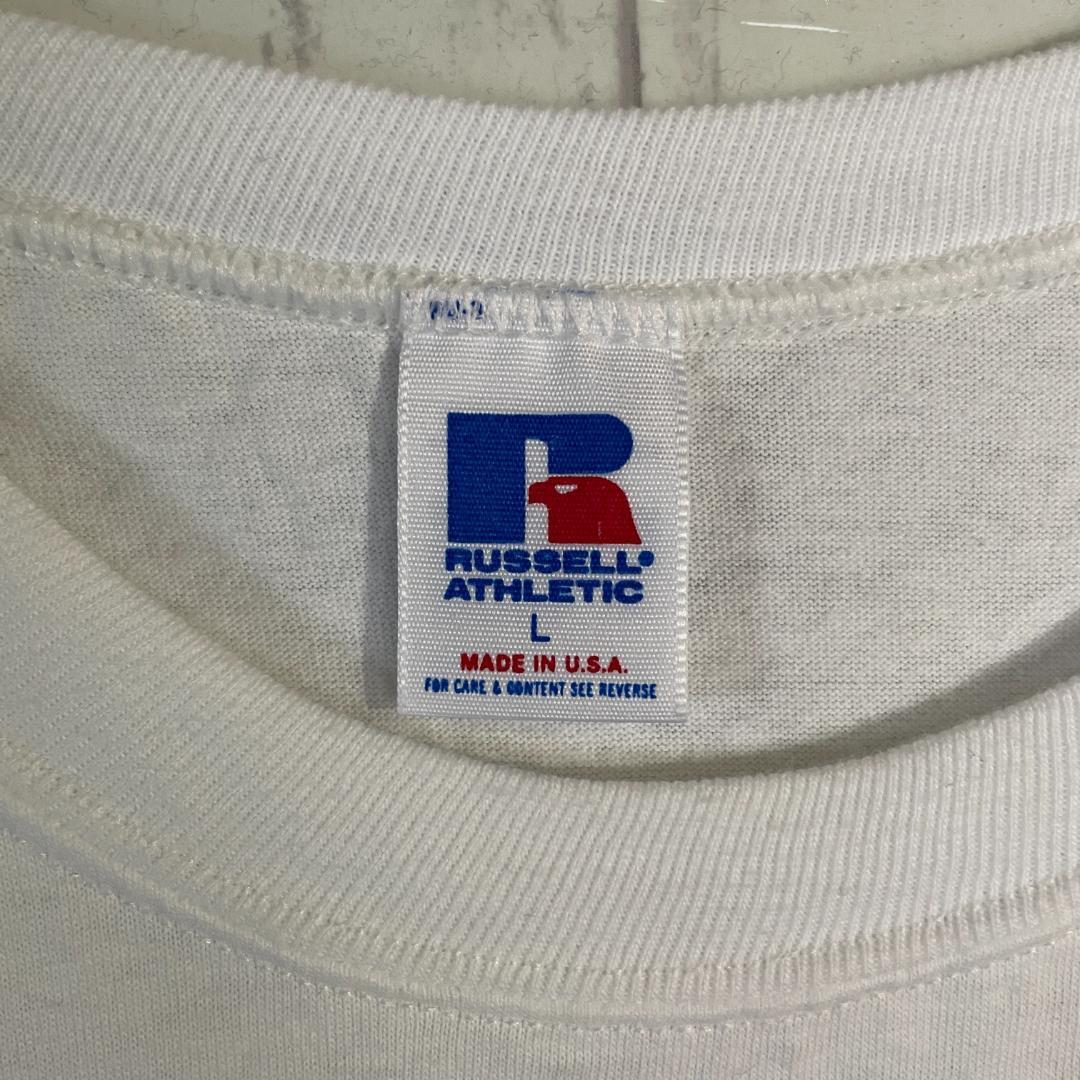 RUSSELL®
ATHLETIC
L
MADE IN U.S.A.
FOR CARE & CONTENT SEE REVERSE